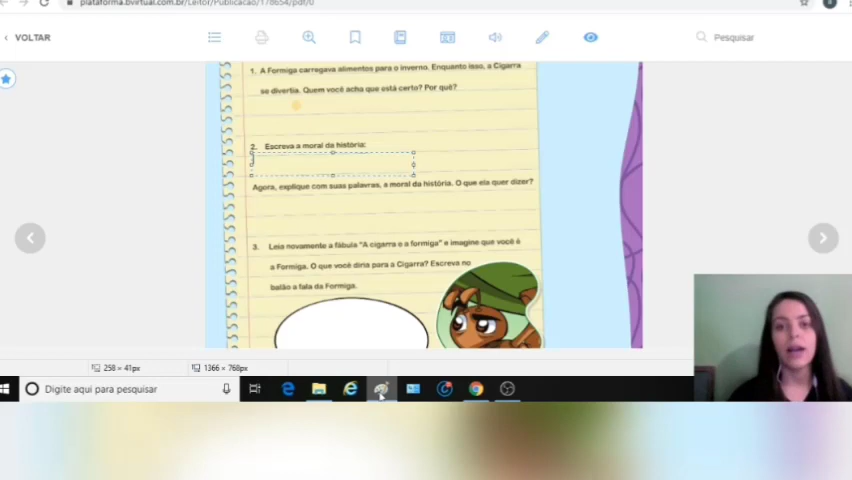 plataforma.bvirtual.com.br/Leitor/Publicacao/178654/pdf/0
VOLTAR
Pesquisar
1. A Formiga carregava alimentos para o inverno. Enquanto isso, a Cigarra
se divertia. Quem você acha que está certo? Por quê?
2. Escreva a moral da história:
Agora, explique com suas palavras, a moral da história. O que ela quer dizer?
3. Leia novamente a fábula "A cigarra e a formiga" e imagine que você é
a Formiga. O que você diria para a Cigarra? Escreva no
balão a fala da Formiga.
258 × 41px
1366 × 768px
Digite aqui para pesquisar